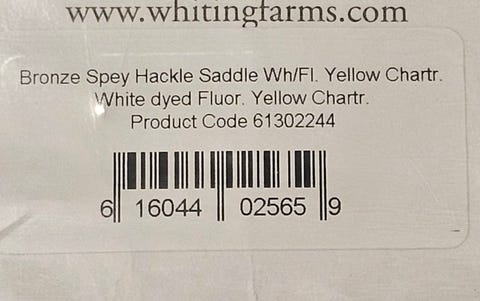 www.whitingfarms.com
Bronze Spey Hackle Saddle Wh/Fl. Yellow Chartr.
White dyed Fluor. Yellow Chartr.
Product Code 61302244
6 16044 02565 9